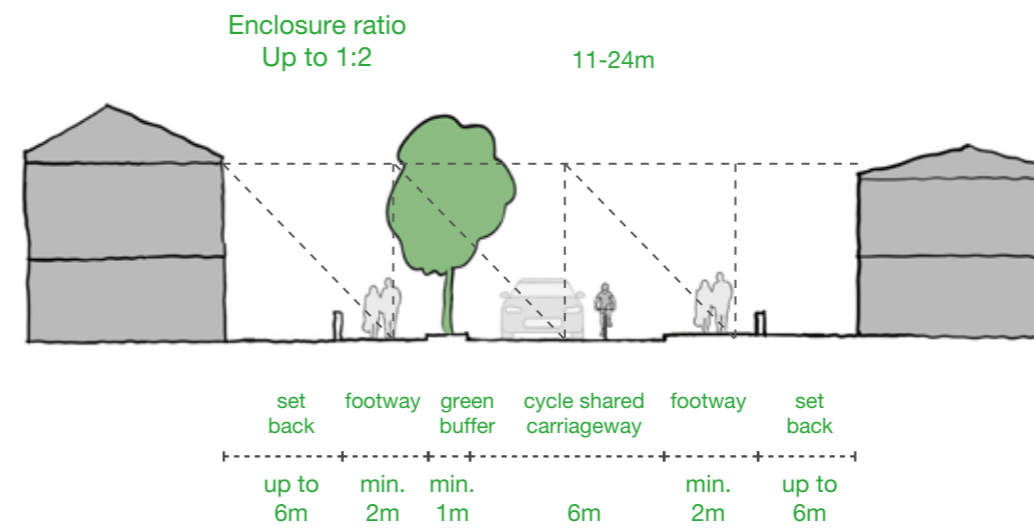 Enclosure ratio
Up to 1:2
11-24m
set back
footway
green buffer
cycle shared carriageway
footway
set back
up to 6m
min. 2m
min. 1m
6m
min. 2m
up to 6m